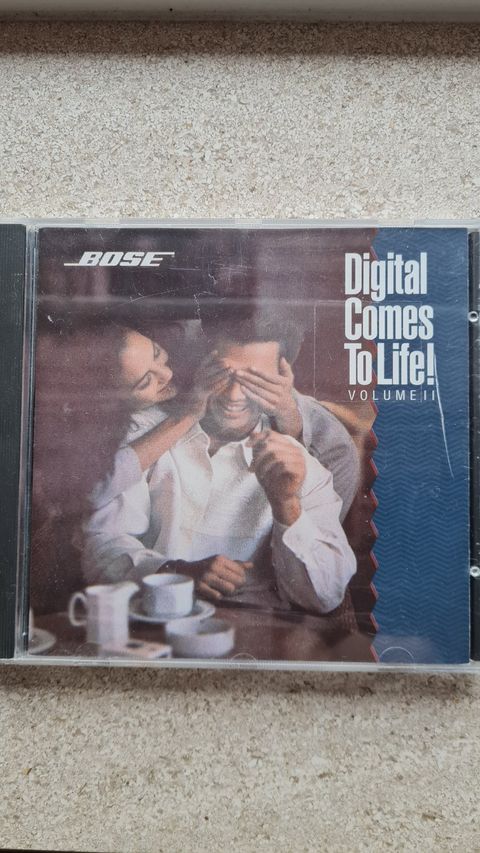 BOSE
Digital
Comes
To Life!
VOLUME II